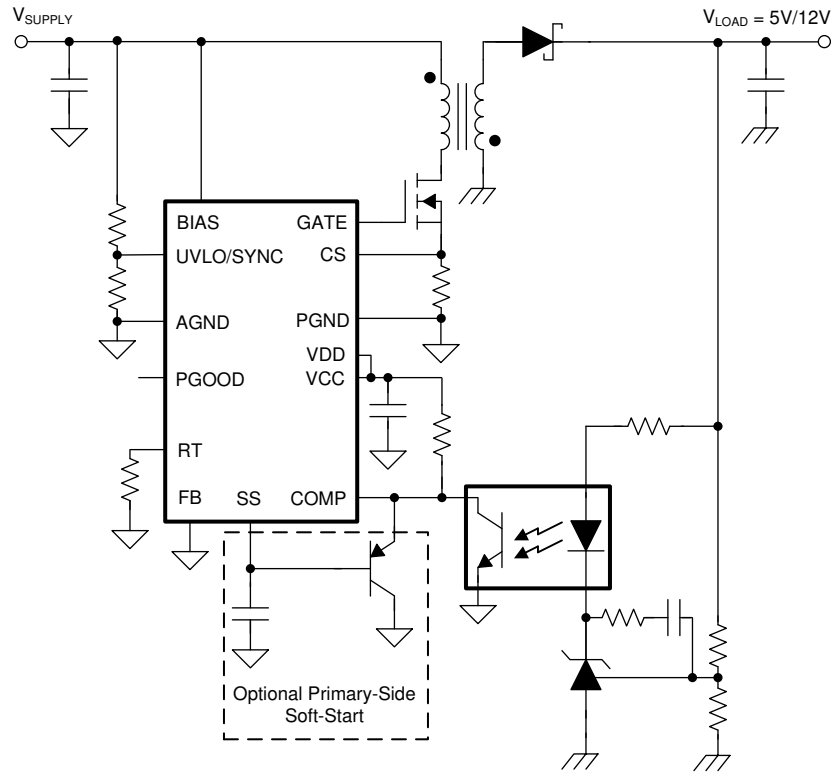 VSUPPLY
VLOAD = 5V/12V
BIAS
GATE
UVLO/SYNC
CS
AGND
PGND
VDD
PGOOD
VCC
RT
FB
SS
COMP
Optional Primary-Side
Soft-Start